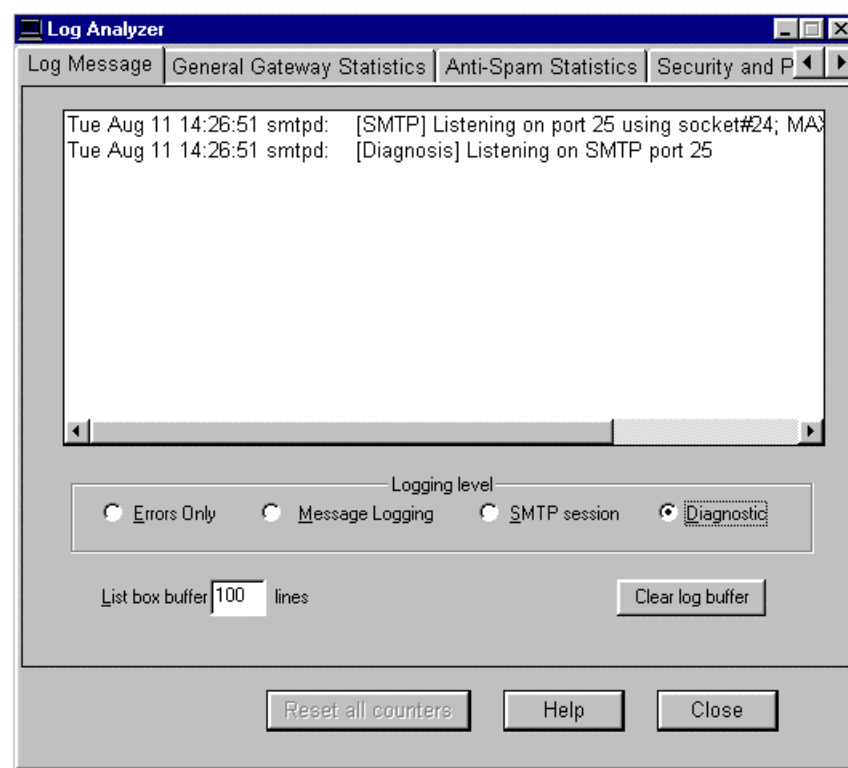 Log Analyzer
Log Message General Gateway Statistics Anti-Spam Statistics Security and P
Tue Aug 11 14:26:51 smtpd: [SMTP] Listening on port 25 using socket#24; MAX
Tue Aug 11 14:26:51 smtpd: [Diagnosis] Listening on SMTP port 25
Logging level
Errors Only Message Logging SMTP session Diagnostic
List box buffer 100 lines Clear log buffer
Reset all counters Help Close